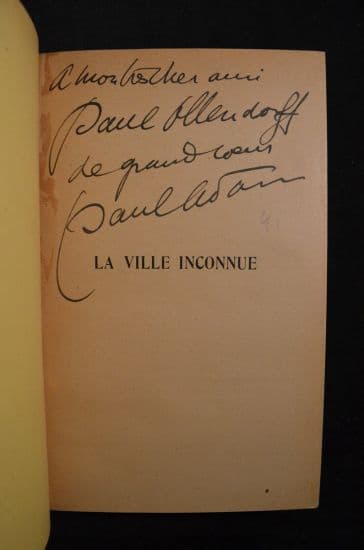 A mon très cher ami
Paul Ollendorff
de grand cœur
Paul Adam
LA VILLE INCONNUE